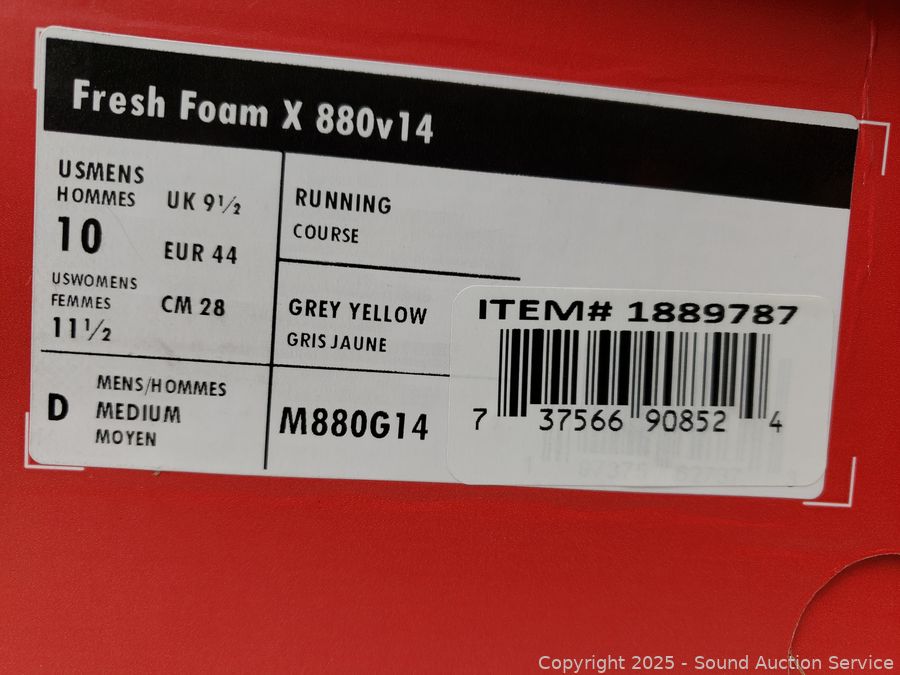 Fresh Foam X 880v14
USMENS
HOMMES
10
UK 9½
EUR 44
CM 28
USWOMENS
FEMMES
11½
RUNNING
COURSE
GREY YELLOW
GRIS JAUNE
D
MENS/HOMMES
MEDIUM
MOYEN
M880G14
ITEM# 1889787
7 37566 90852 4
Copyright 2025 - Sound Auction Service